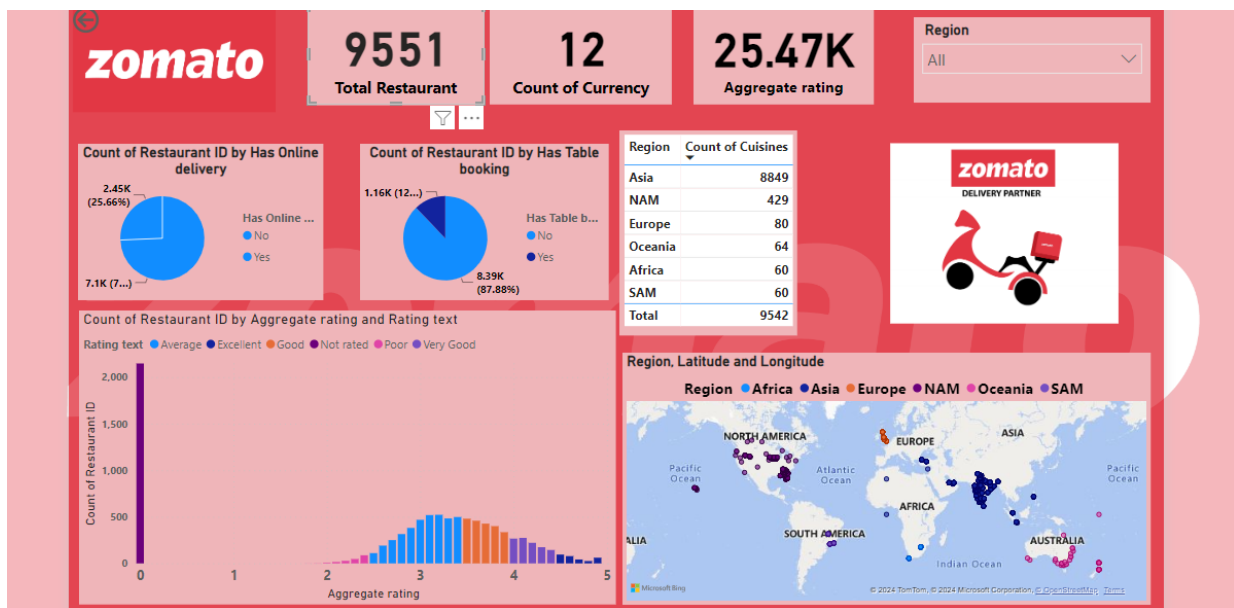 zomato
9551
Total Restaurant
12
Count of Currency
25.47K
Aggregate rating
Region
All
Count of Restaurant ID by Has Online
delivery
2.45K
(25.66%)
7.1K (7...)
Has Online ...
No
Yes
Count of Restaurant ID by Has Table
booking
1.16K (12...)
8.39K
(87.88%)
Has Table b...
No
Yes
Region Count of Cuisines
Asia 8849
NAM 429
Europe 80
Oceania 64
Africa 60
SAM 60
Total 9542
zomato
DELIVERY PARTNER
Count of Restaurant ID by Aggregate rating and Rating text
Rating text Average Excellent Good Not rated Poor Very Good
Count of Restaurant ID
2,000
1,500
1,000
500
0
0 1 2 3 4 5
Aggregate rating
Region, Latitude and Longitude
Region Africa Asia Europe NAM Oceania SAM
NORTH AMERICA
EUROPE
ASIA
Pacific
Ocean
Atlantic
Ocean
Pacific
Ocean
AFRICA
SOUTH AMERICA
ALIA
AUSTRALIA
Indian Ocean
Microsoft Bing
© 2024 TomTom, © 2024 Microsoft Corporation, © OpenStreetMap Terms